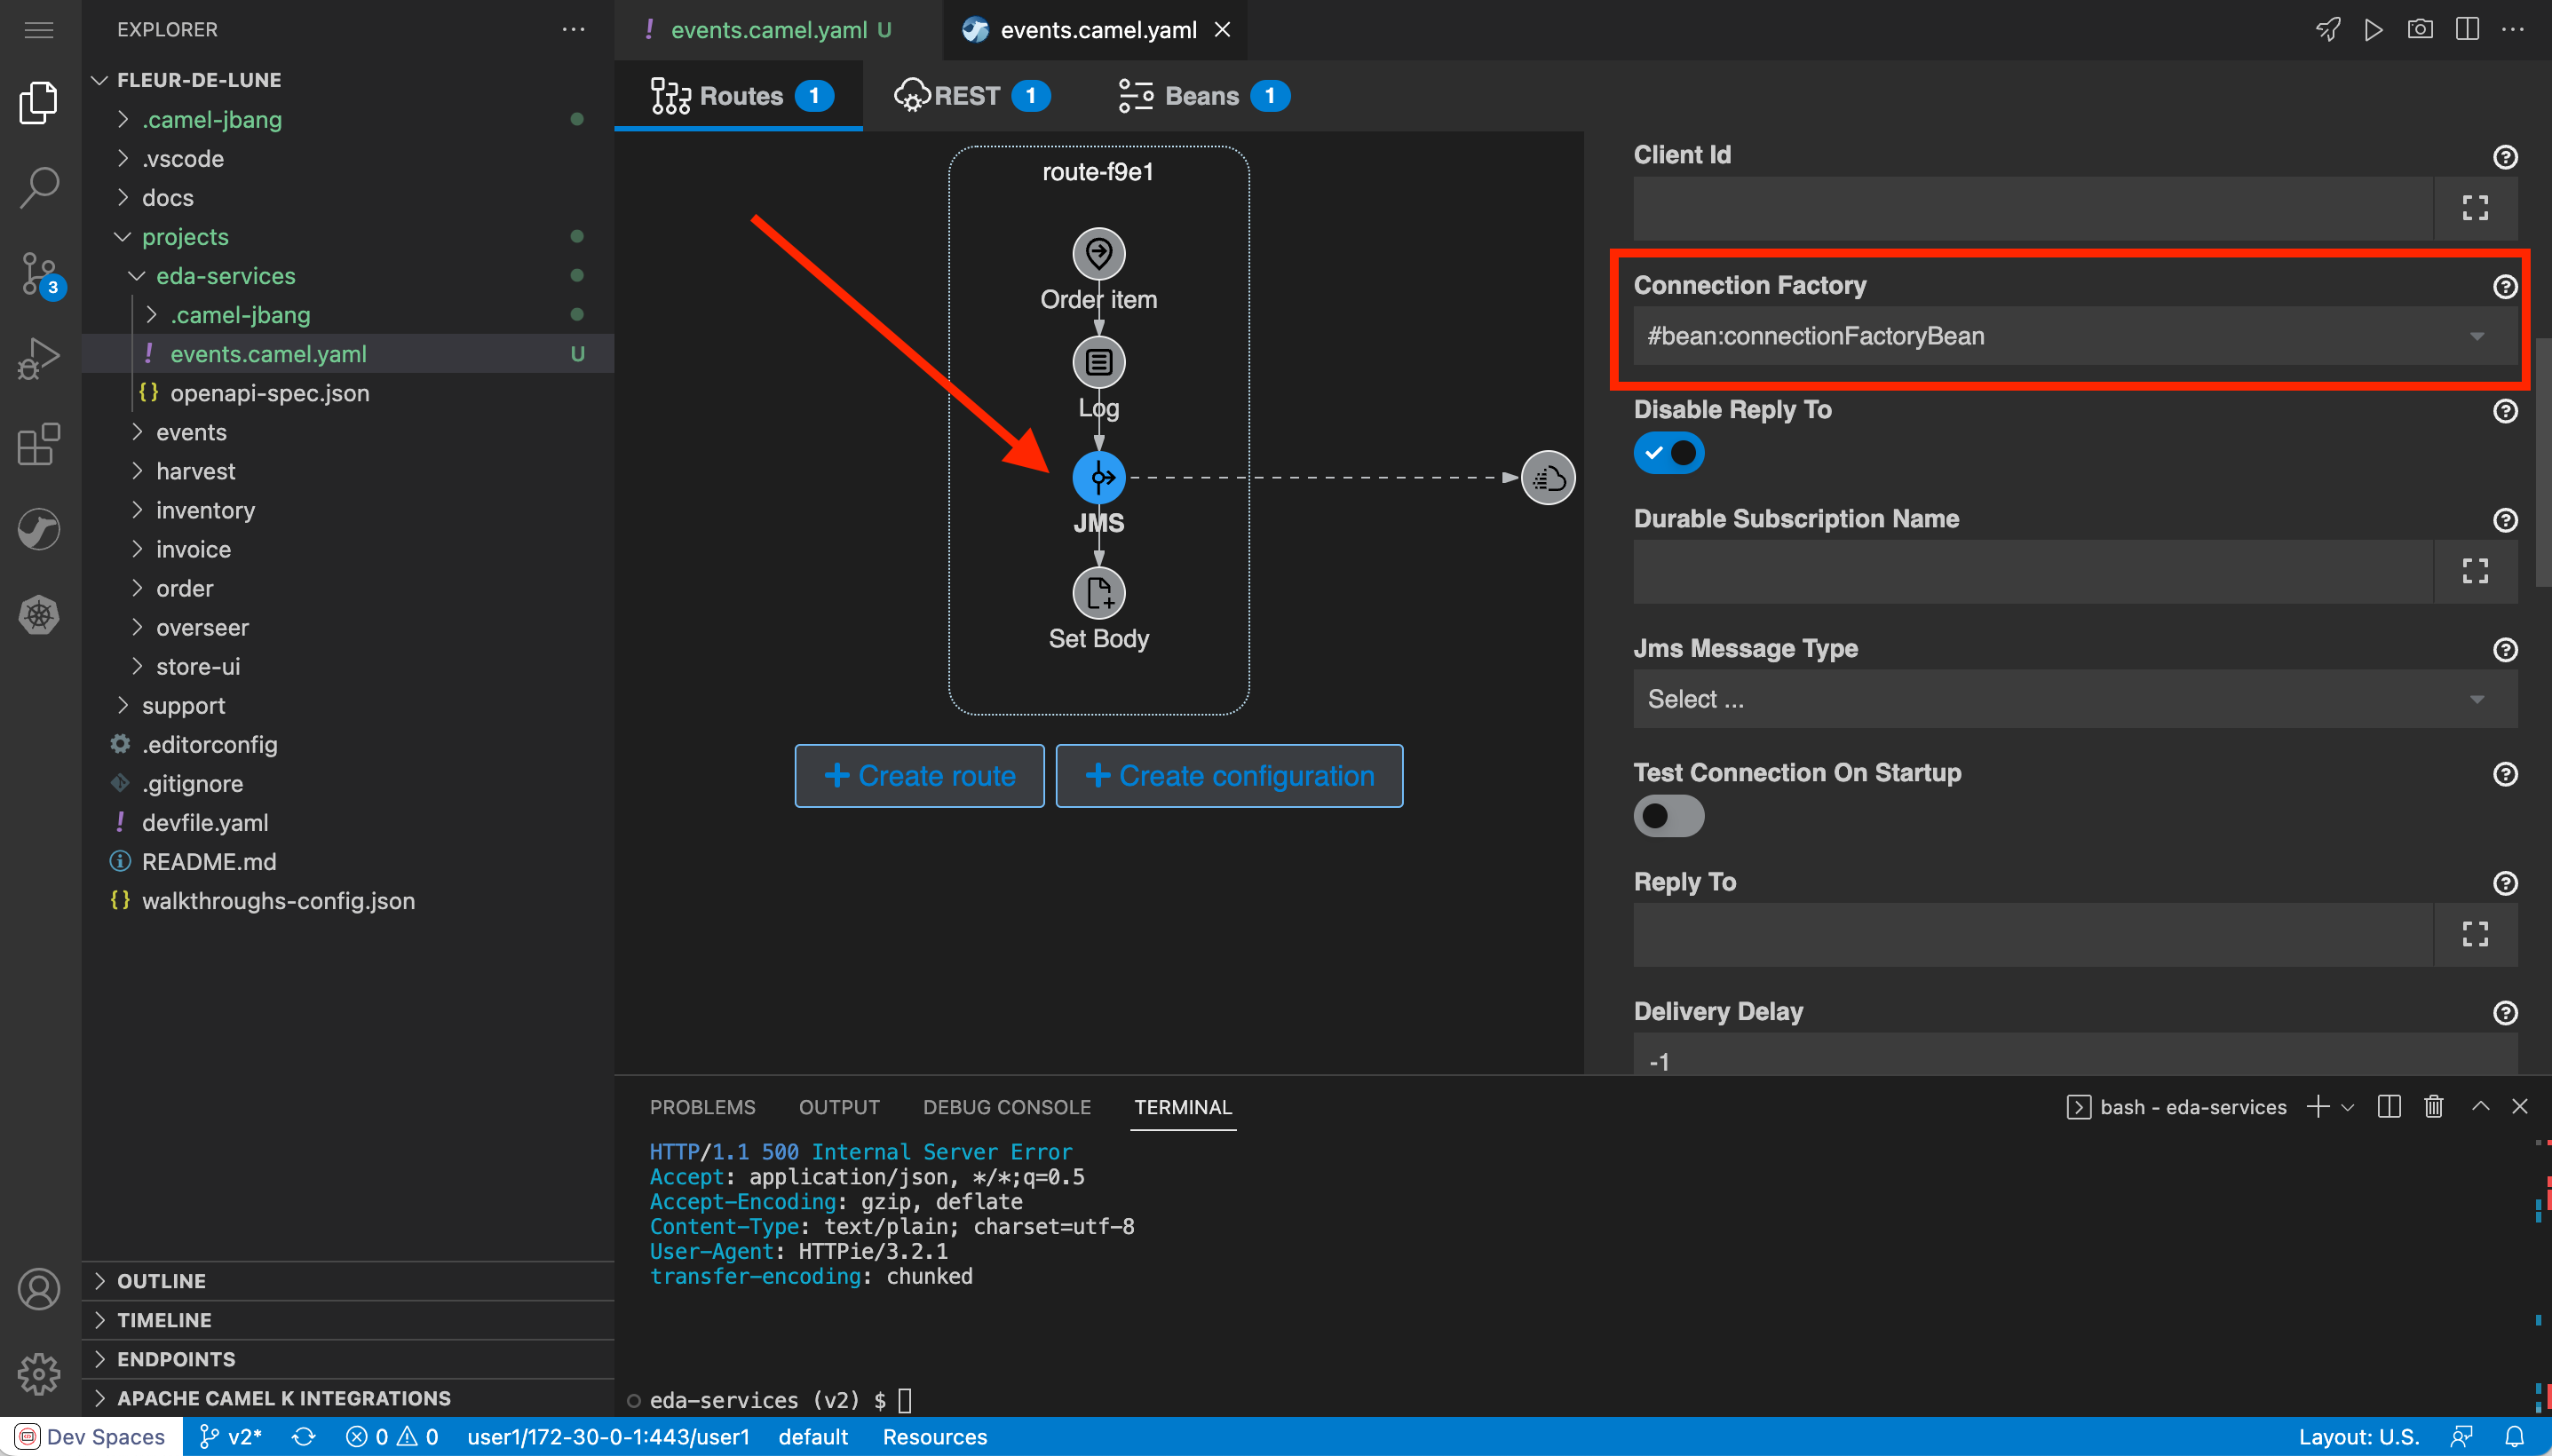 EXPLORER
FLEUR-DE-LUNE
.camel-jbang
.vscode
docs
projects
eda-services
.camel-jbang
! events.camel.yaml U
{} openapi-spec.json
events
harvest
inventory
invoice
order
overseer
store-ui
support
.editorconfig
.gitignore
! devfile.yaml
README.md
{} walkthroughs-config.json
OUTLINE
TIMELINE
ENDPOINTS
APACHE CAMEL K INTEGRATIONS
3
! events.camel.yaml U
events.camel.yaml
Routes 1
REST 1
Beans 1
route-f9e1
Order item
Log
JMS
Set Body
+ Create route
+ Create configuration
Client Id
Connection Factory
#bean:connectionFactoryBean
Disable Reply To
Durable Subscription Name
Jms Message Type
Select ...
Test Connection On Startup
Reply To
Delivery Delay
-1
PROBLEMS OUTPUT DEBUG CONSOLE TERMINAL
bash - eda-services
HTTP/1.1 500 Internal Server Error
Accept: application/json, */*;q=0.5
Accept-Encoding: gzip, deflate
Content-Type: text/plain; charset=utf-8
User-Agent: HTTPie/3.2.1
transfer-encoding: chunked
eda-services (v2) $
Dev Spaces v2* 0 0 user1/172-30-0-1:443/user1 default Resources Layout: U.S.